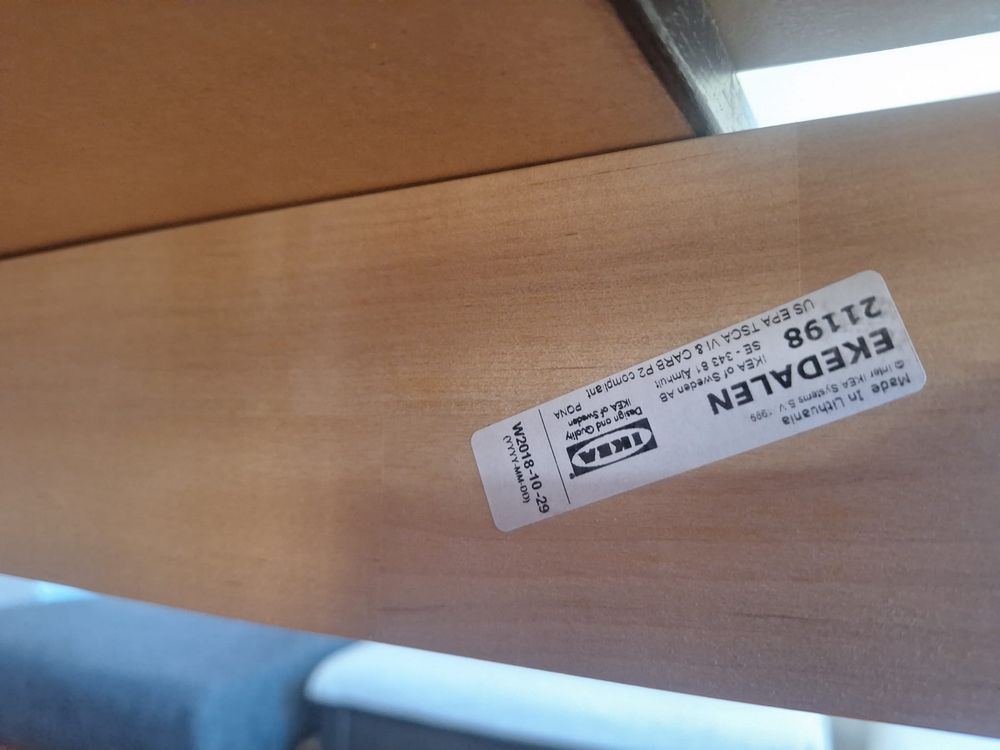 Made in Lithuania
© Inter IKEA Systems B.V. 1999
EKEDALEN
21198
IKEA of Sweden AB
SE - 343 81 Älmhult
US EPA TSCA VI & CARB P2 compliant
IKEA
Design and Quality
IKEA of Sweden
PONA
W2018-10-29
(YYYY-MM-DD)